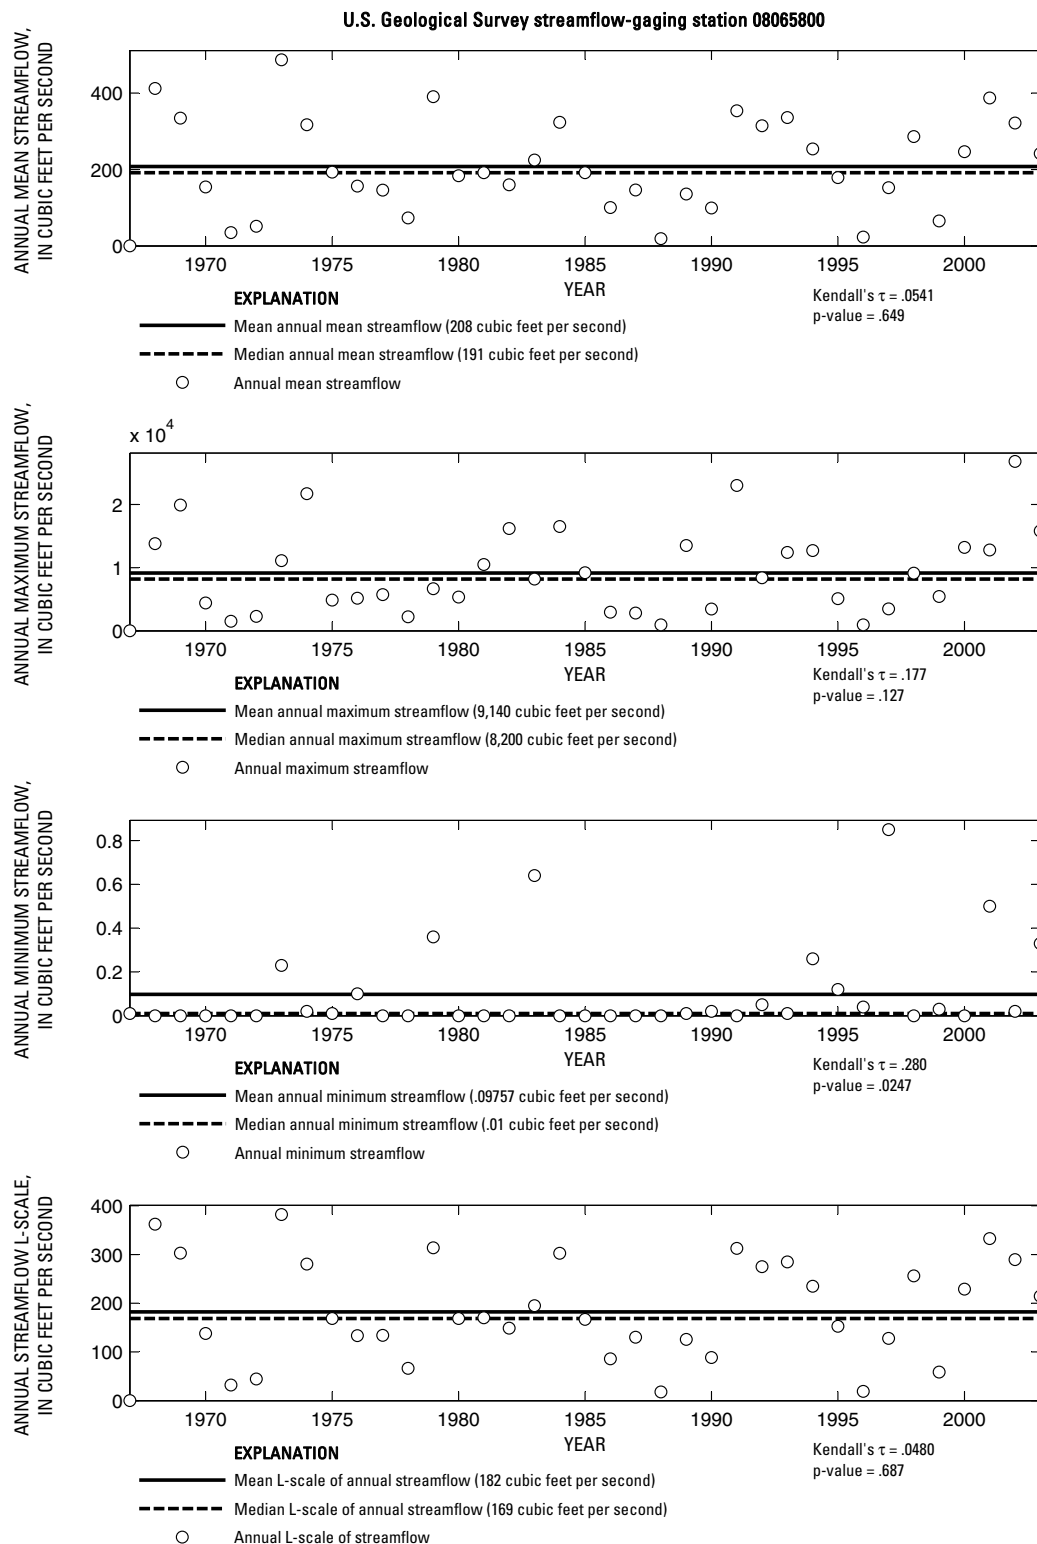 U.S. Geological Survey streamflow-gaging station 08065800
ANNUAL MEAN STREAMFLOW,
IN CUBIC FEET PER SECOND
400
200
0
1970 1975 1980 1985 1990 1995 2000
YEAR
EXPLANATION
Mean annual mean streamflow (208 cubic feet per second)
Median annual mean streamflow (191 cubic feet per second)
Annual mean streamflow
Kendall's τ = .0541
p-value = .649
ANNUAL MAXIMUM STREAMFLOW,
IN CUBIC FEET PER SECOND
x 10^4
2
1
0
1970 1975 1980 1985 1990 1995 2000
YEAR
EXPLANATION
Mean annual maximum streamflow (9,140 cubic feet per second)
Median annual maximum streamflow (8,200 cubic feet per second)
Annual maximum streamflow
Kendall's τ = .177
p-value = .127
ANNUAL MINIMUM STREAMFLOW,
IN CUBIC FEET PER SECOND
0.8
0.6
0.4
0.2
0
1970 1975 1980 1985 1990 1995 2000
YEAR
EXPLANATION
Mean annual minimum streamflow (.09757 cubic feet per second)
Median annual minimum streamflow (.01 cubic feet per second)
Annual minimum streamflow
Kendall's τ = .280
p-value = .0247
ANNUAL STREAMFLOW L-SCALE,
IN CUBIC FEET PER SECOND
400
300
200
100
0
1970 1975 1980 1985 1990 1995 2000
YEAR
EXPLANATION
Mean L-scale of annual streamflow (182 cubic feet per second)
Median L-scale of annual streamflow (169 cubic feet per second)
Annual L-scale of streamflow
Kendall's τ = .0480
p-value = .687